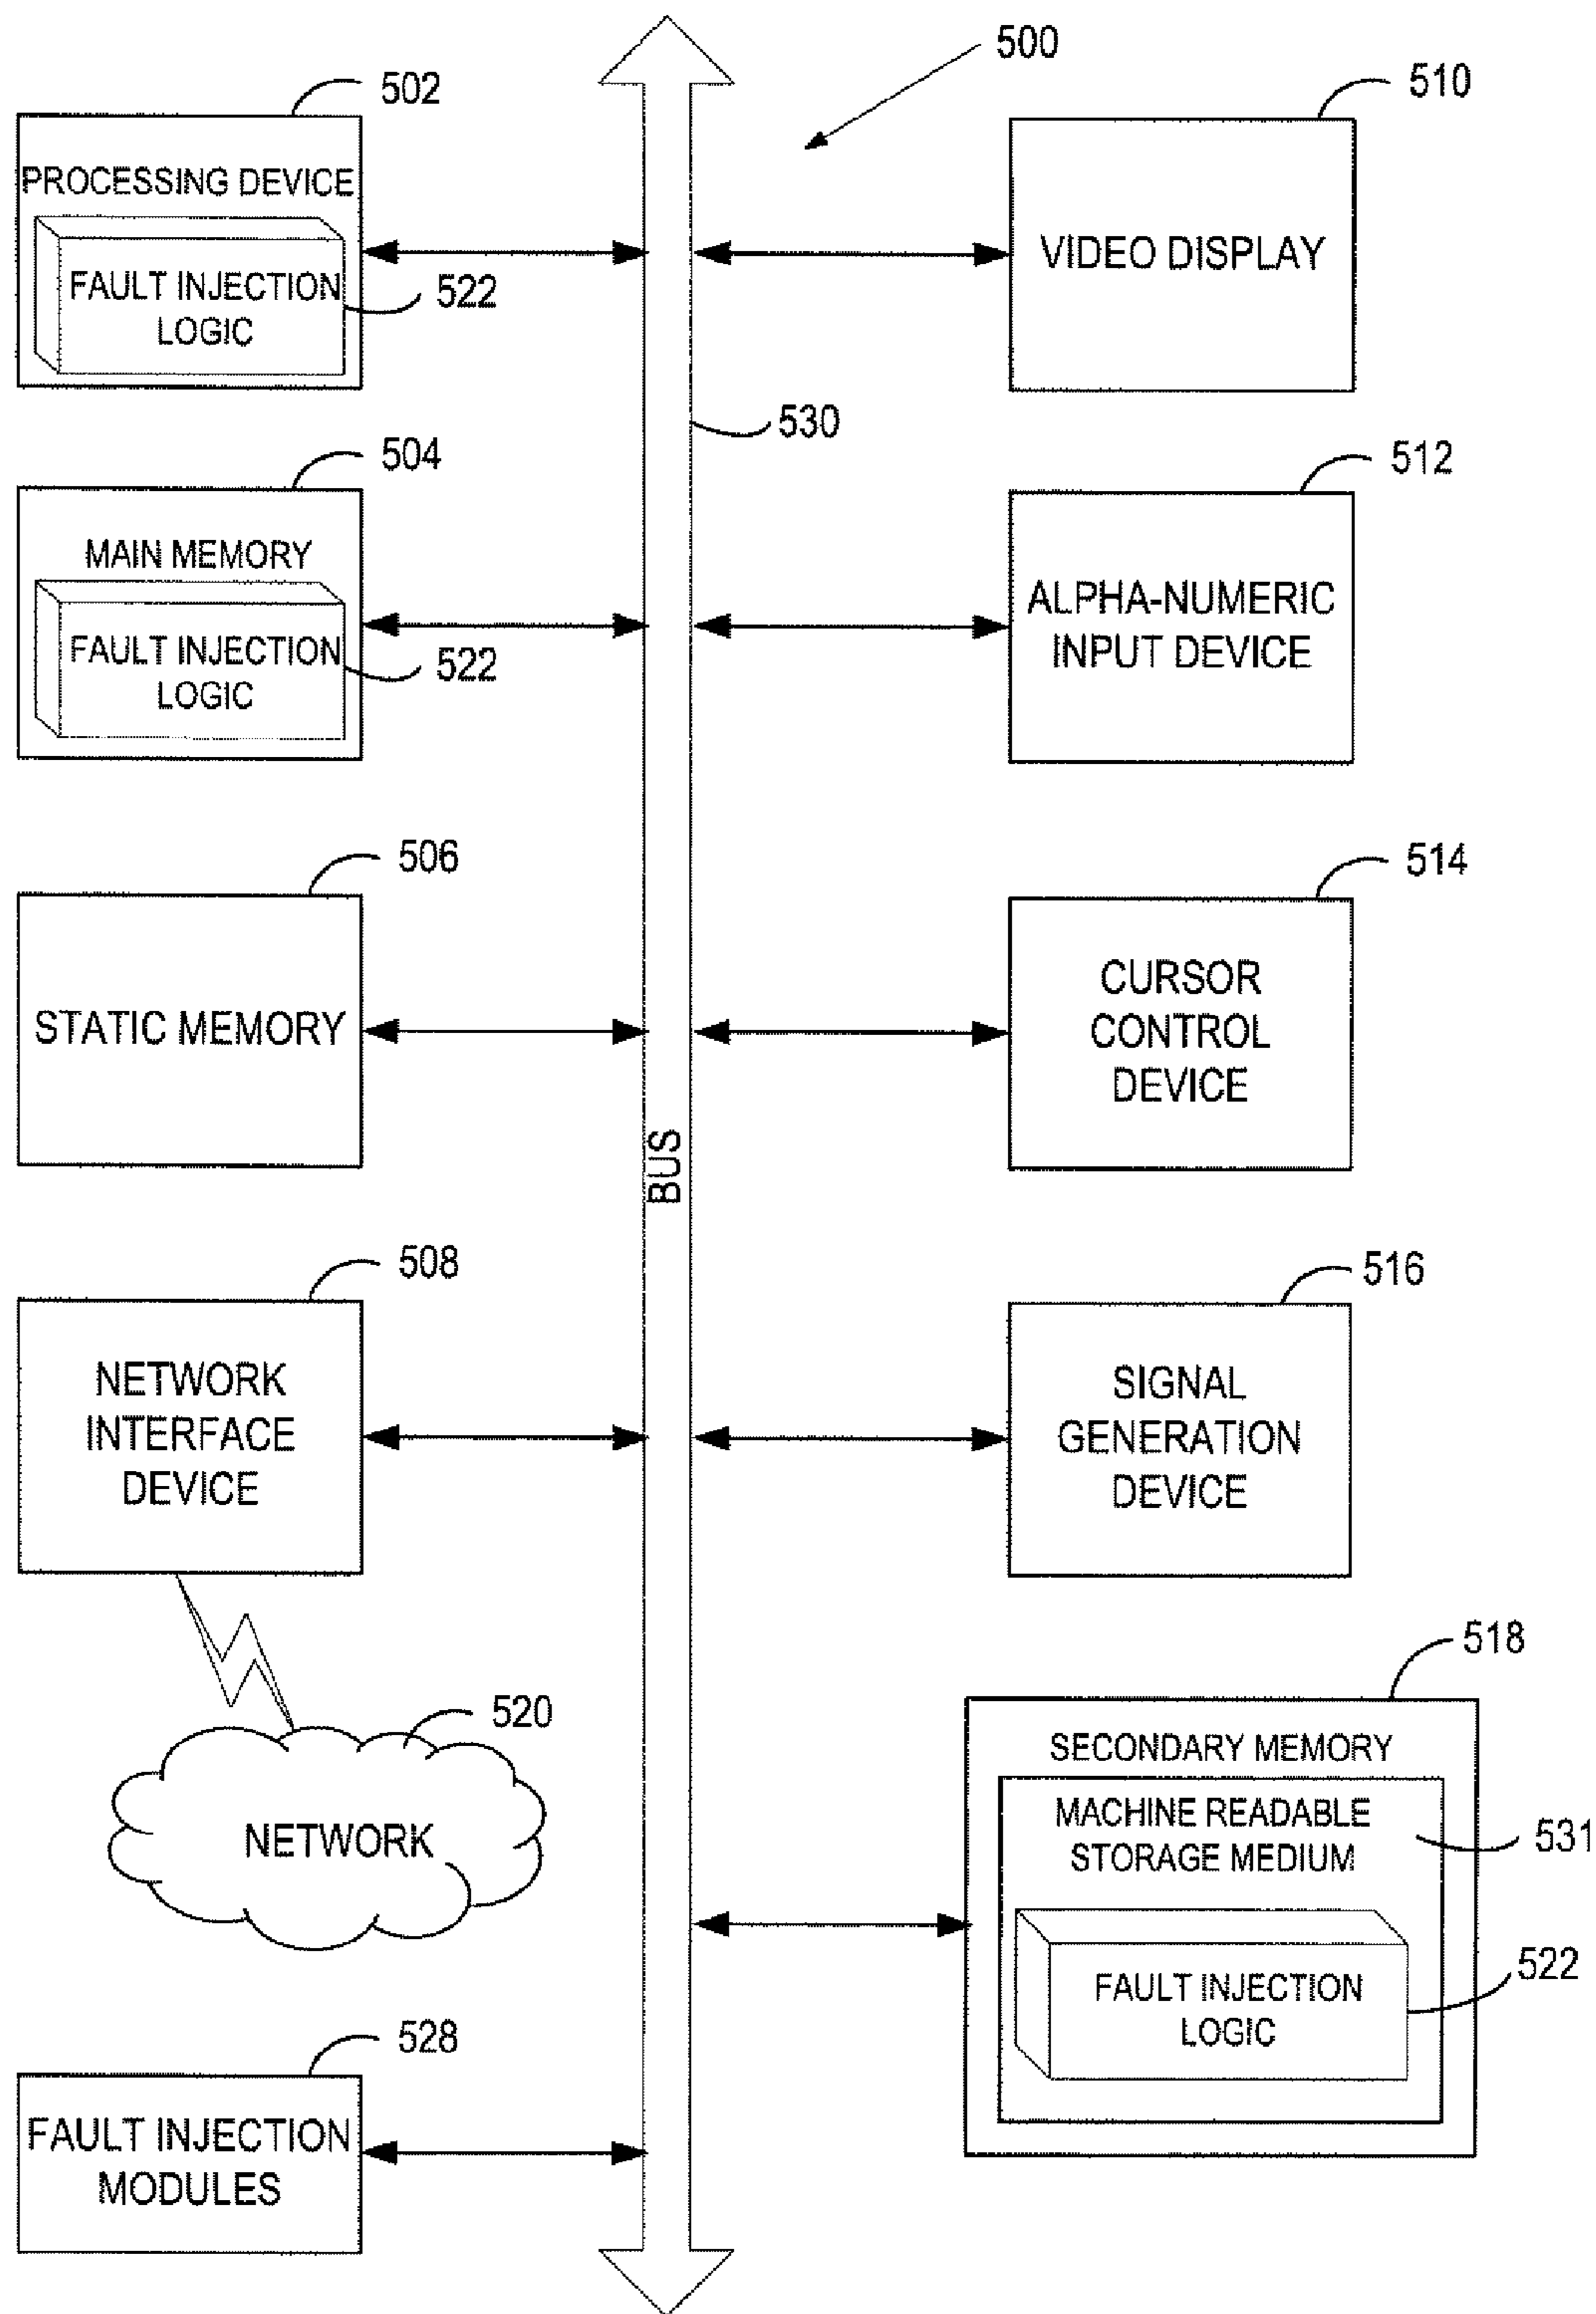 500
502
PROCESSING DEVICE
FAULT INJECTION
LOGIC
522
510
VIDEO DISPLAY
530
504
MAIN MEMORY
FAULT INJECTION
LOGIC
522
512
ALPHA-NUMERIC
INPUT DEVICE
506
STATIC MEMORY
514
CURSOR
CONTROL
DEVICE
BUS
508
NETWORK
INTERFACE
DEVICE
516
SIGNAL
GENERATION
DEVICE
520
NETWORK
518
SECONDARY MEMORY
MACHINE READABLE
STORAGE MEDIUM
531
FAULT INJECTION
LOGIC
522
528
FAULT INJECTION
MODULES